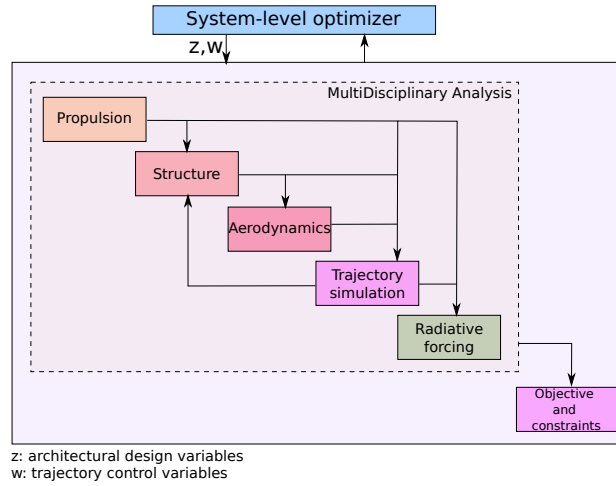 System-level optimizer
z,w
MultiDisciplinary Analysis
Propulsion
Structure
Aerodynamics
Trajectory
simulation
Radiative
forcing
Objective
and
constraints
z: architectural design variables
w: trajectory control variables